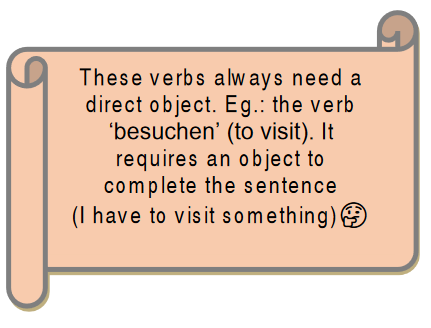 These verbs always need a
direct object. Eg.: the verb
‘besuchen’ (to visit). It
requires an object to
complete the sentence
(I have to visit something)🤔